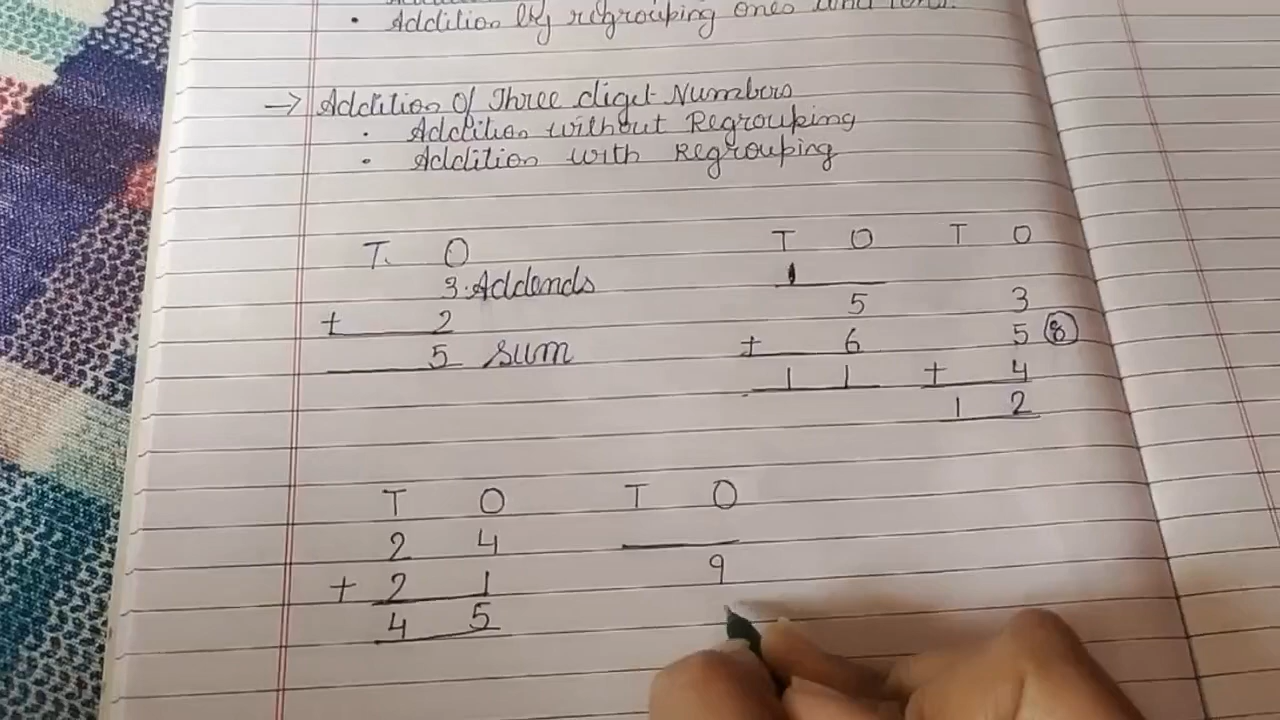 • Addition by regrouping ones and tens.
→ Addition Of Three digit Numbers
• Addition without Regrouping
• Addition with Regrouping
T. O
3 Addends
+ 2
5 Sum
T O
1
5
+ 6
1 1
T O
3
5 8
+ 4
1 2
T O
2 4
+ 2 1
4 5
T O
9